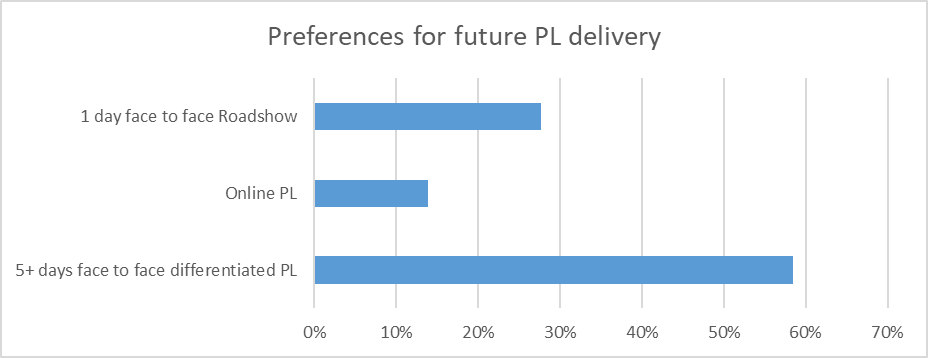 Preferences for future PL delivery
1 day face to face Roadshow
Online PL
5+ days face to face differentiated PL
0% 10% 20% 30% 40% 50% 60% 70%